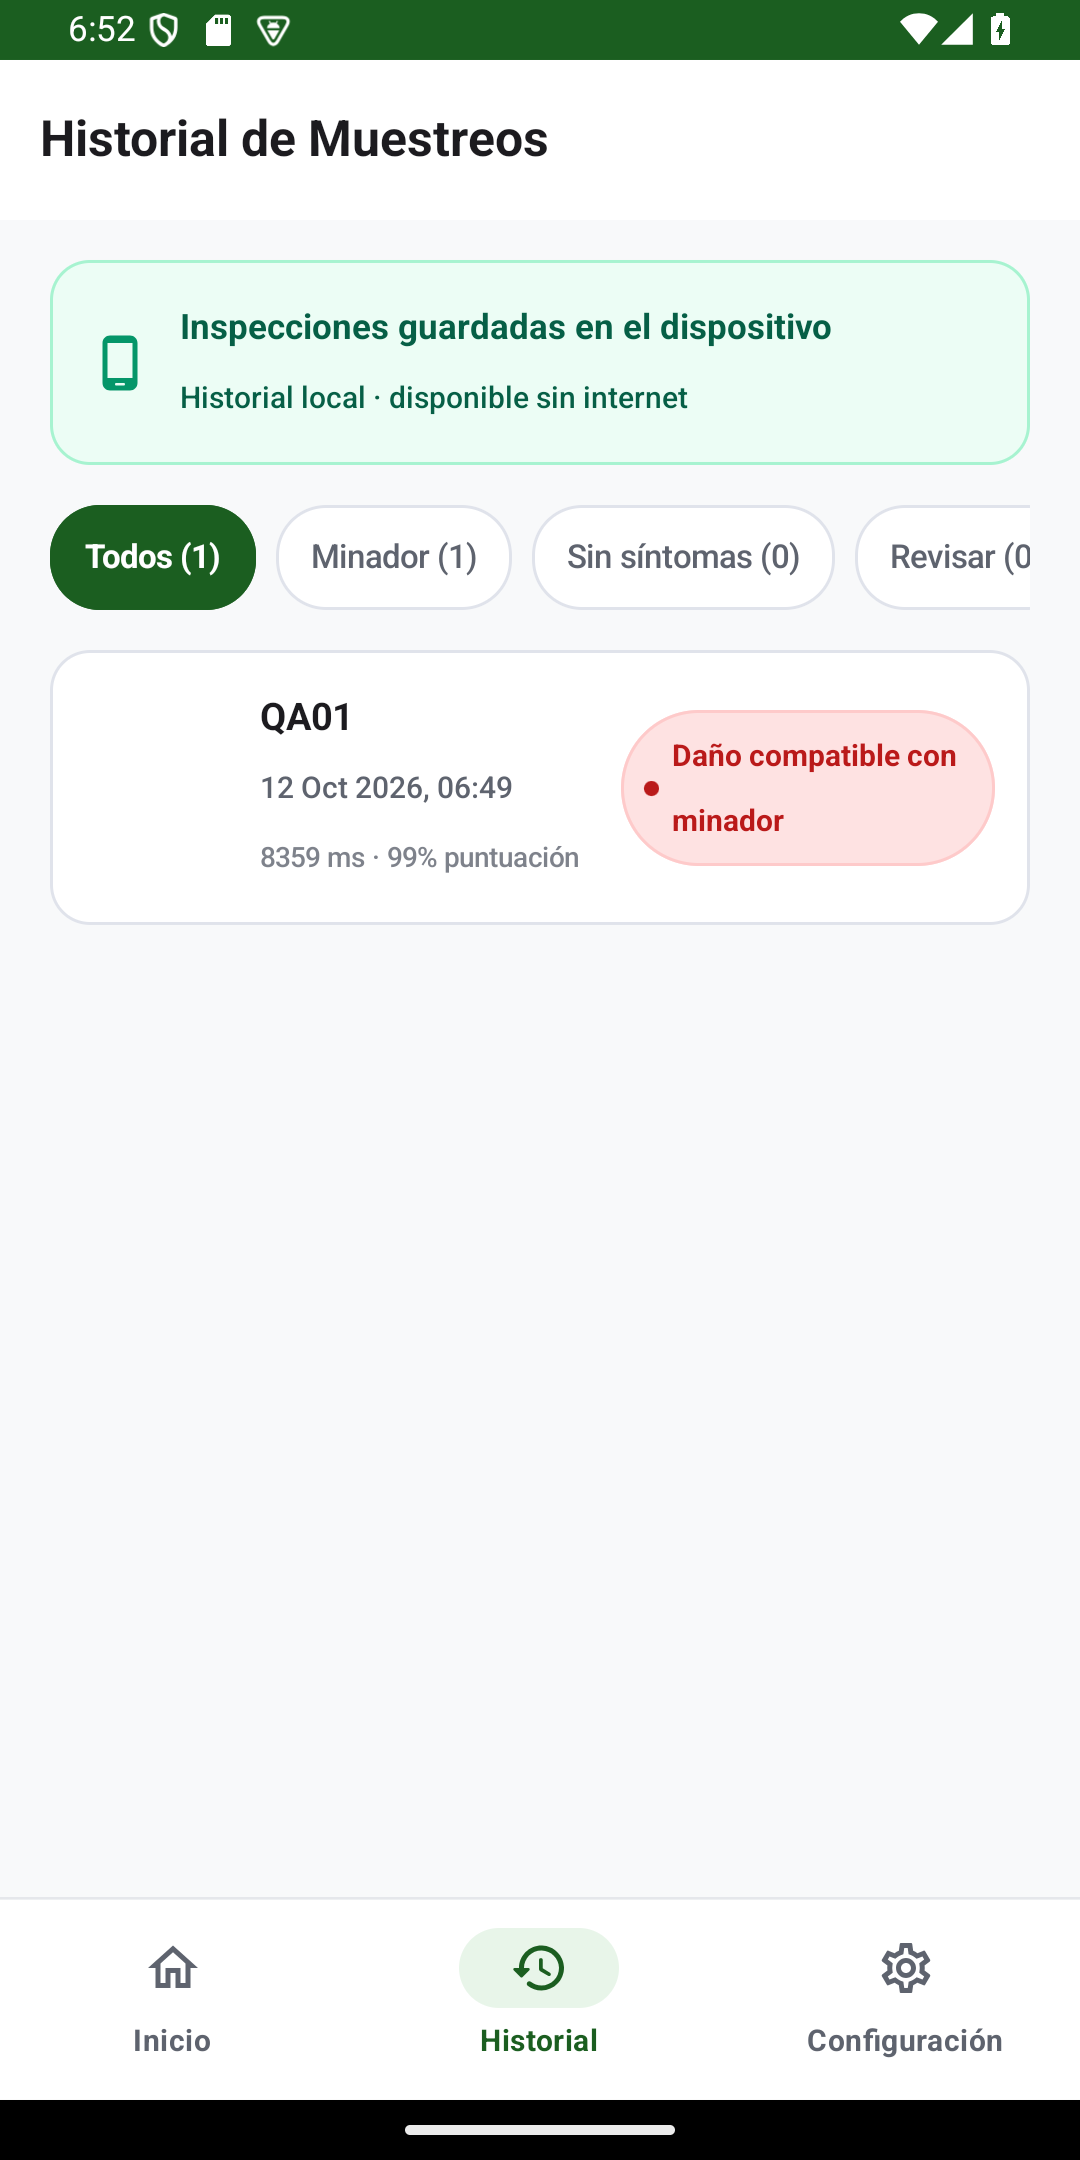 6:52
Historial de Muestreos
Inspecciones guardadas en el dispositivo
Historial local · disponible sin internet
Todos (1)
Minador (1)
Sin síntomas (0)
Revisar (0
QA01
12 Oct 2026, 06:49
8359 ms · 99% puntuación
Daño compatible con
minador
Inicio
Historial
Configuración